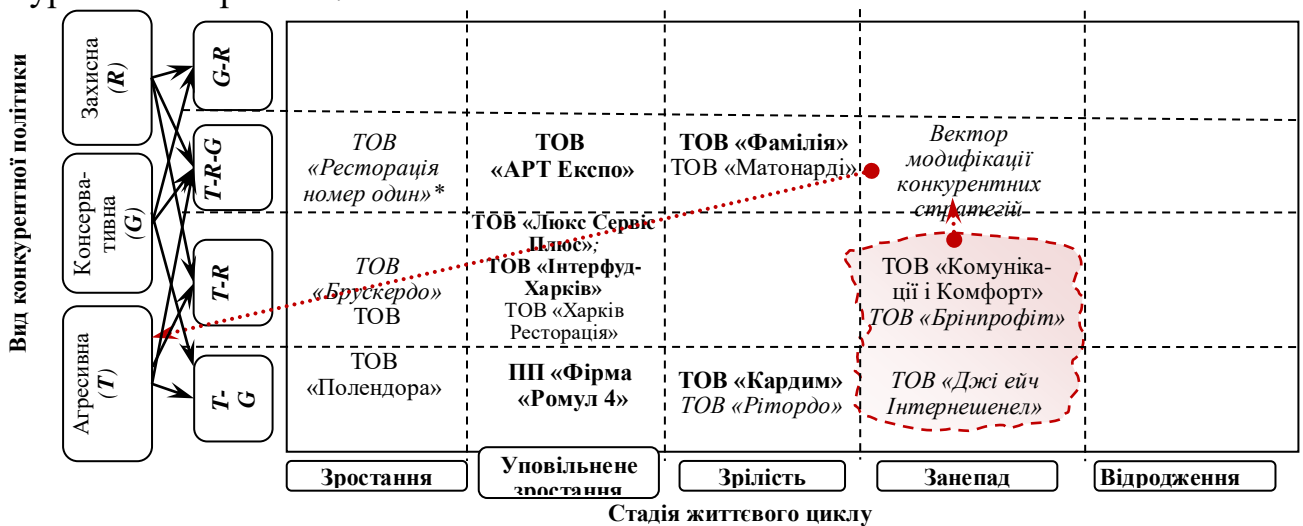 Вид конкурентної політики
Захисна
(R)
Консерва-
тивна
(G)
Агресивна
(T)
G-R
T-R-G
T-R
T-
G
ТОВ
«Ресторація
номер один»*
ТОВ
«АРТ Експо»
ТОВ «Фамілія»
ТОВ «Матонарді»
Вектор
модифікації
конкурентних
стратегій
ТОВ
«Брускердо»
ТОВ
ТОВ «Люкс Сервіс
Плюс»;
ТОВ «Інтерфуд-
Харків»
ТОВ «Харків
Ресторація»
ТОВ «Комуніка-
ції і Комфорт»
ТОВ «Брінпрофіт»
ТОВ
«Полендора»
ПП «Фірма
«Ромул 4»
ТОВ «Кардим»
ТОВ «Рітордо»
ТОВ «Джі ейч
Інтернешенел»
Зростання
Уповільнене
зростання
Зрілість
Занепад
Відродження
Стадія життєвого циклу